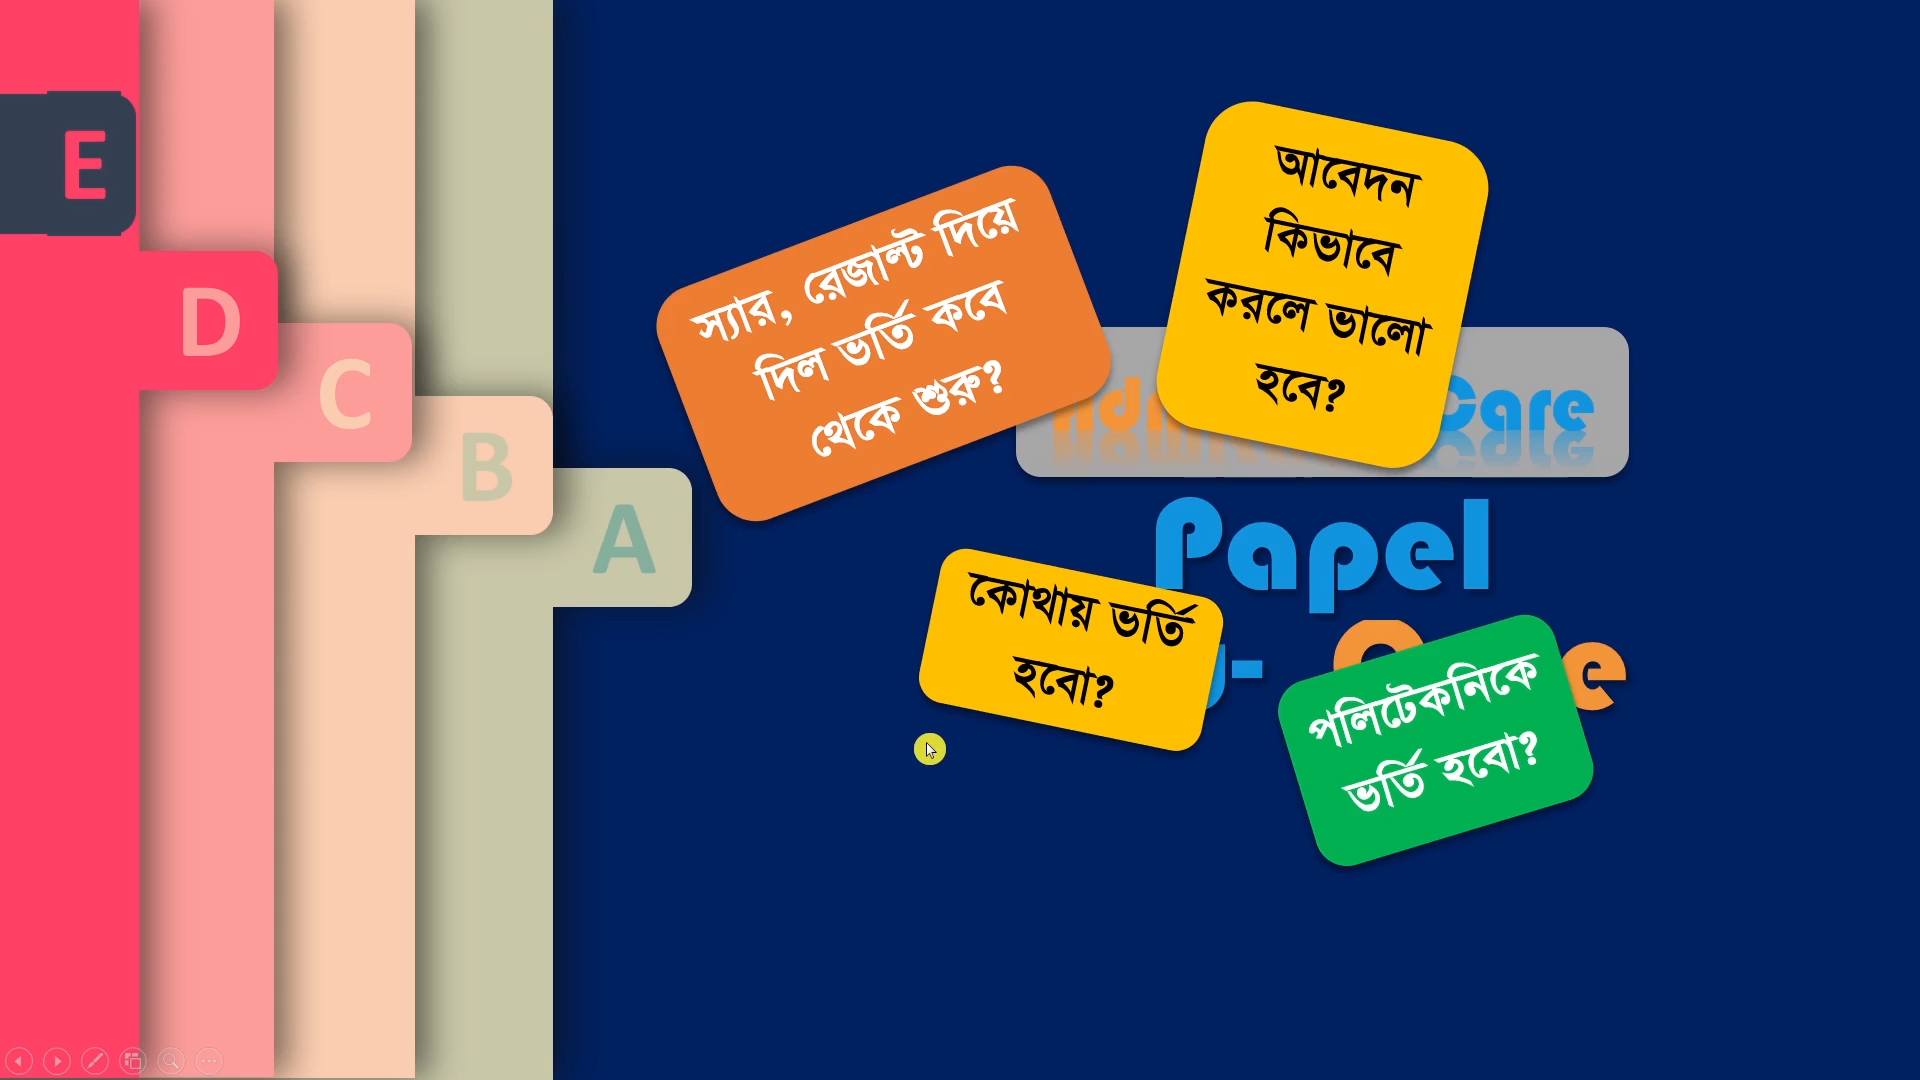 E
D
C
B
A
স্যার, রেজাল্ট দিয়ে
দিল ভর্তি কবে
থেকে শুরু?
আবেদন
কিভাবে
করলে ভালো
হবে?
Care
Papel
কোথায় ভর্তি
হবো?
পলিটেকনিকে
ভর্তি হবো?